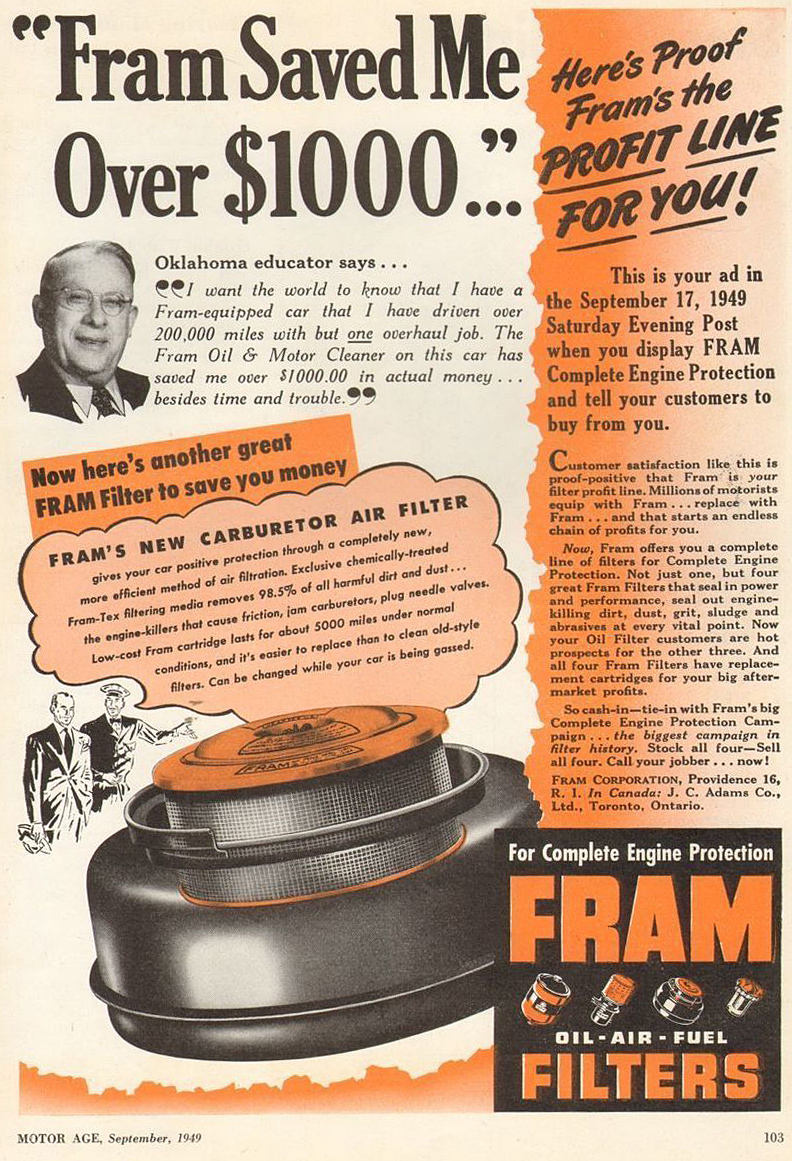 “Fram Saved Me
Over $1000...”
Oklahoma educator says . . .
“I want the world to know that I have a
Fram-equipped car that I have driven over
200,000 miles with but one overhaul job. The
Fram Oil & Motor Cleaner on this car has
saved me over $1000.00 in actual money . . .
besides time and trouble.”
Now here's another great
FRAM Filter to save you money
FRAM'S NEW CARBURETOR AIR FILTER
gives your car positive protection through a completely new,
more efficient method of air filtration. Exclusive chemically-treated
Fram-Tex filtering media removes 98.5% of all harmful dirt and dust . . .
the engine-killers that cause friction, jam carburetors, plug needle valves.
Low-cost Fram cartridge lasts for about 5000 miles under normal
conditions, and it's easier to replace than to clean old-style
filters. Can be changed while your car is being gassed.
FRAM
Here's Proof
Fram's the
PROFIT LINE
FOR YOU!
This is your ad in
the September 17, 1949
Saturday Evening Post
when you display FRAM
Complete Engine Protection
and tell your customers to
buy from you.
Customer satisfaction like this is
proof-positive that Fram is your
filter profit line. Millions of motorists
equip with Fram . . . replace with
Fram . . . and that starts an endless
chain of profits for you.
Now, Fram offers you a complete
line of filters for Complete Engine
Protection. Not just one, but four
great Fram Filters that seal in power
and performance, seal out engine-
killing dirt, dust, grit, sludge and
abrasives at every vital point. Now
your Oil Filter customers are hot
prospects for the other three. And
all four Fram Filters have replace-
ment cartridges for your big after-
market profits.
So cash-in—tie-in with Fram's big
Complete Engine Protection Cam-
paign . . . the biggest campaign in
filter history. Stock all four—Sell
all four. Call your jobber . . . now!
FRAM CORPORATION, Providence 16,
R. I. In Canada: J. C. Adams Co.,
Ltd., Toronto, Ontario.
For Complete Engine Protection
FRAM
OIL - AIR - FUEL
FILTERS
MOTOR AGE, September, 1949
103